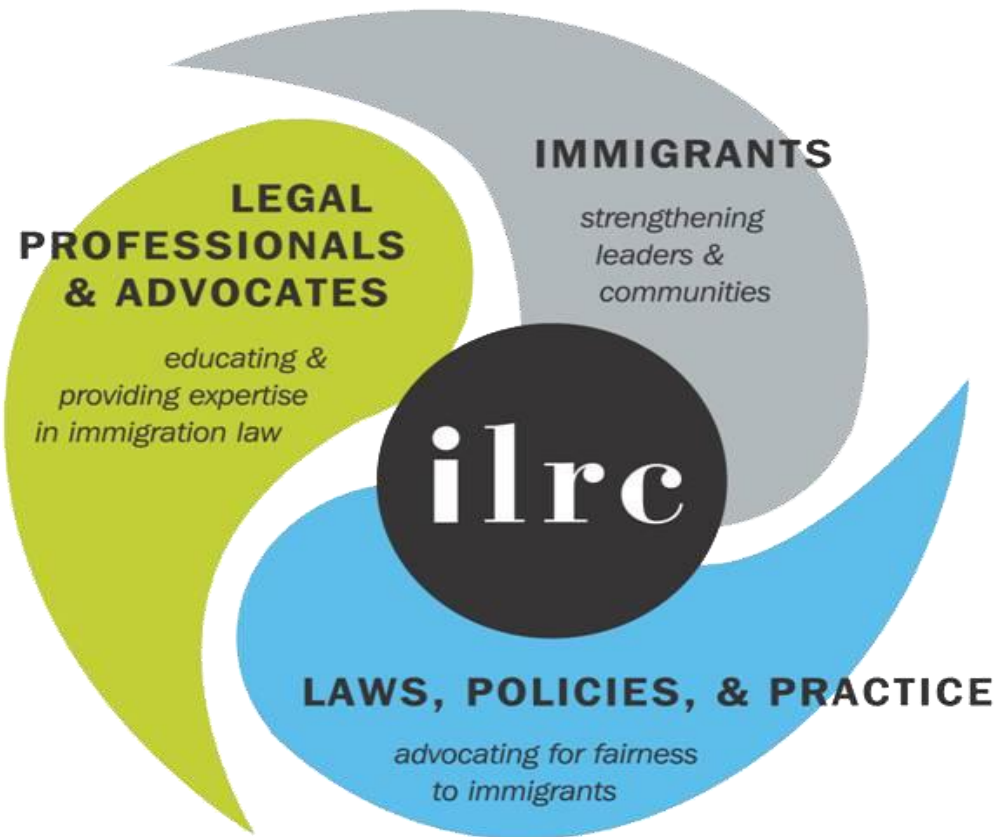 IMMIGRANTS
strengthening
leaders &
communities
LEGAL
PROFESSIONALS
& ADVOCATES
educating &
providing expertise
in immigration law
ilrc
LAWS, POLICIES, & PRACTICE
advocating for fairness
to immigrants